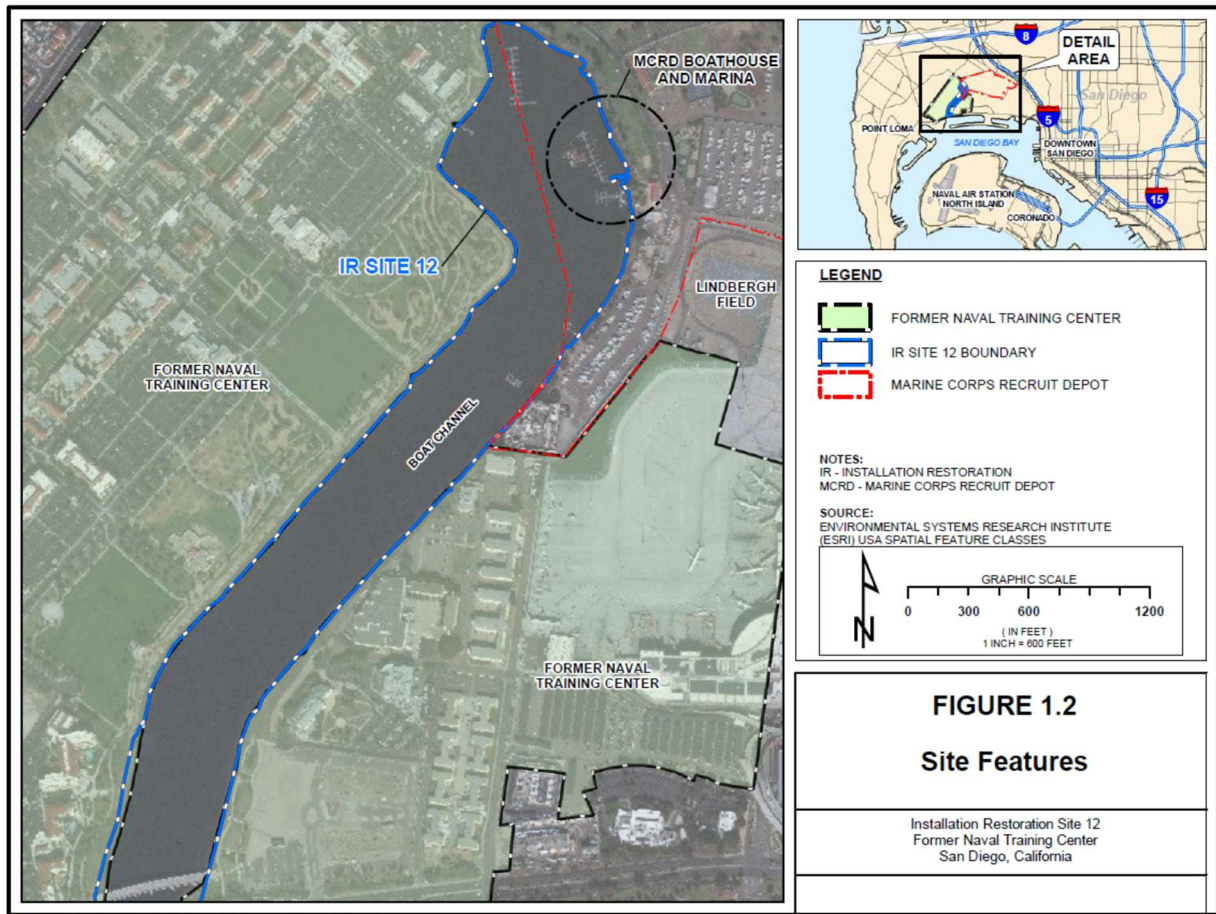 MCRD BOATHOUSE
AND MARINA
IR SITE 12
LINDBERGH
FIELD
FORMER NAVAL
TRAINING CENTER
BOAT CHANNEL
FORMER NAVAL
TRAINING CENTER
8
DETAIL
AREA
San Diego
5
POINT LOMA
SAN DIEGO BAY
DOWNTOWN
SAN DIEGO
NAVAL AIR STATION
NORTH ISLAND
CORONADO
15
LEGEND
FORMER NAVAL TRAINING CENTER
IR SITE 12 BOUNDARY
MARINE CORPS RECRUIT DEPOT
NOTES:
IR - INSTALLATION RESTORATION
MCRD - MARINE CORPS RECRUIT DEPOT
SOURCE:
ENVIRONMENTAL SYSTEMS RESEARCH INSTITUTE
(ESRI) USA SPATIAL FEATURE CLASSES
N
GRAPHIC SCALE
0 300 600 1200
( IN FEET )
1 INCH = 600 FEET
FIGURE 1.2
Site Features
Installation Restoration Site 12
Former Naval Training Center
San Diego, California